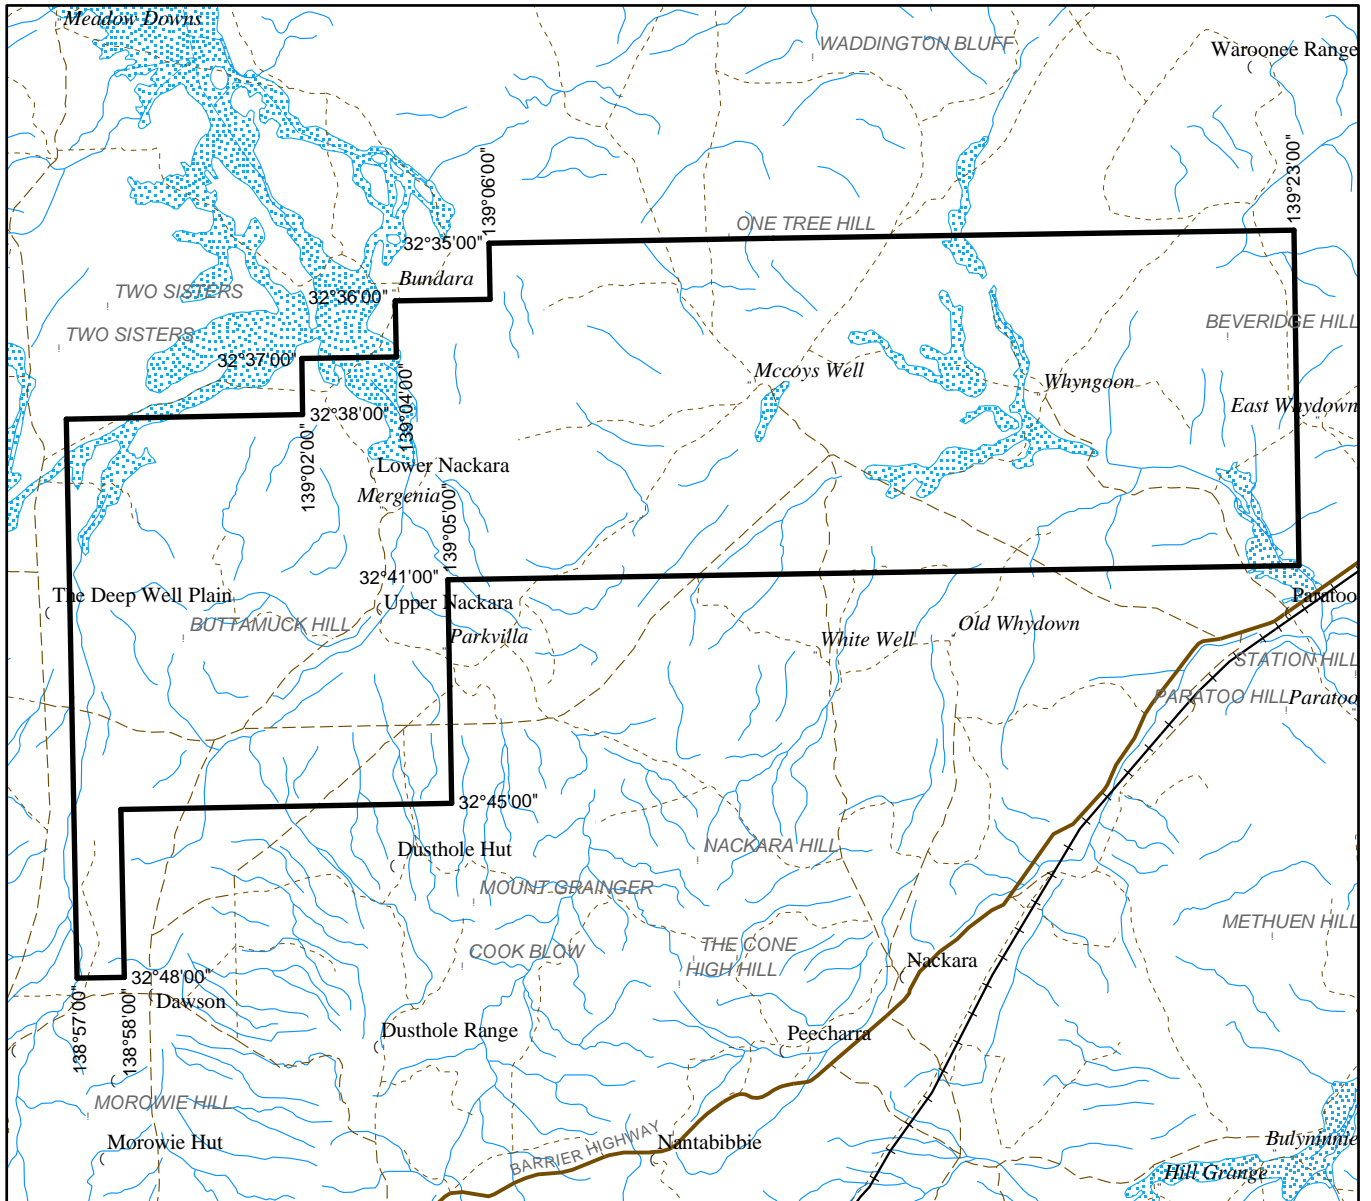 Meadow Downs
WADDINGTON BLUFF
Waroonee Range
139°06'00"
139°23'00"
ONE TREE HILL
32°35'00"
Bundara
TWO SISTERS
32°36'00"
BEVERIDGE HILL
TWO SISTERS
32°37'00"
Mccoys Well
Whyngoon
139°04'00"
East Whydown
32°38'00"
139°02'00"
Lower Nackara
Mergenia
139°05'00"
32°41'00"
The Deep Well Plain
Upper Nackara
Paratoo
BUTTAMUCK HILL
Parkvilla
White Well
Old Whydown
STATION HILL
PARATOO HILL
Paratoo
32°45'00"
Dusthole Hut
NACKARA HILL
MOUNT GRAINGER
METHUEN HILL
COOK BLOW
THE CONE
HIGH HILL
Nackara
32°48'00"
Dawson
138°57'00"
138°58'00"
Dusthole Range
Peecharra
MOROWIE HILL
Morowie Hut
BARRIER HIGHWAY
Nantabibbie
Bulyninnie
Hill Grange